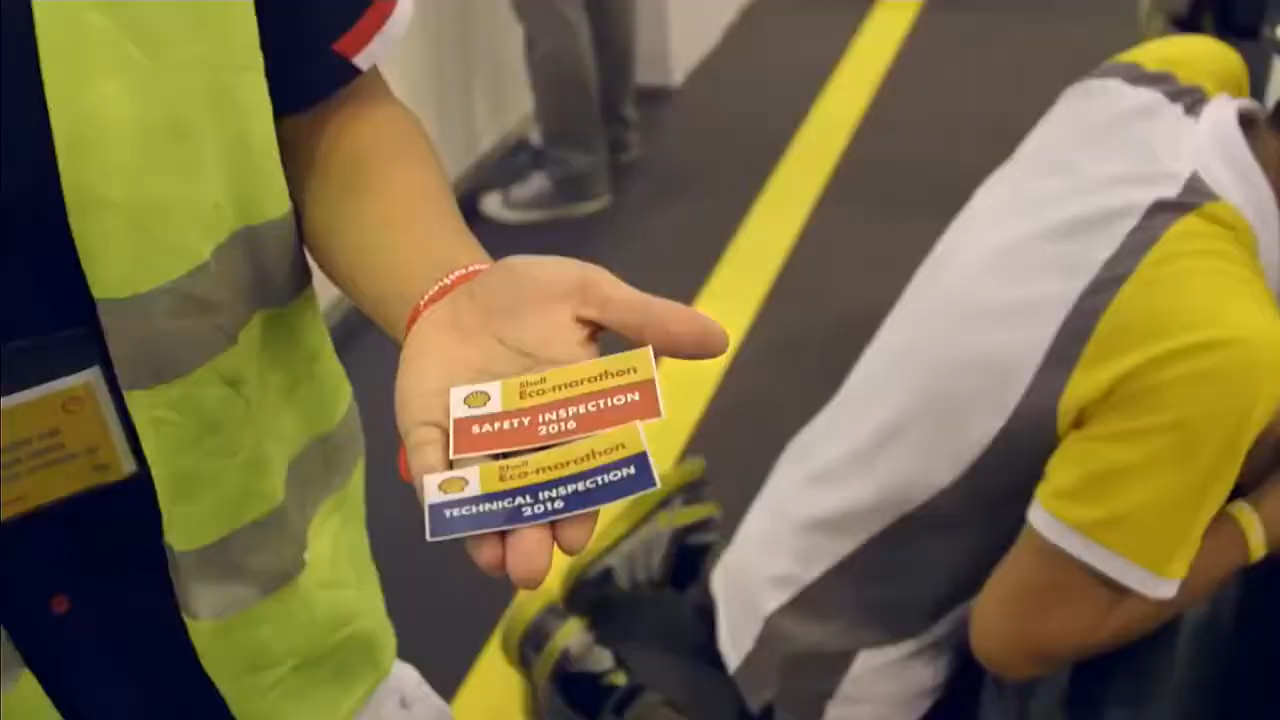 Shell
Eco-marathon
SAFETY INSPECTION
2016
Shell
Eco-marathon
TECHNICAL INSPECTION
2016